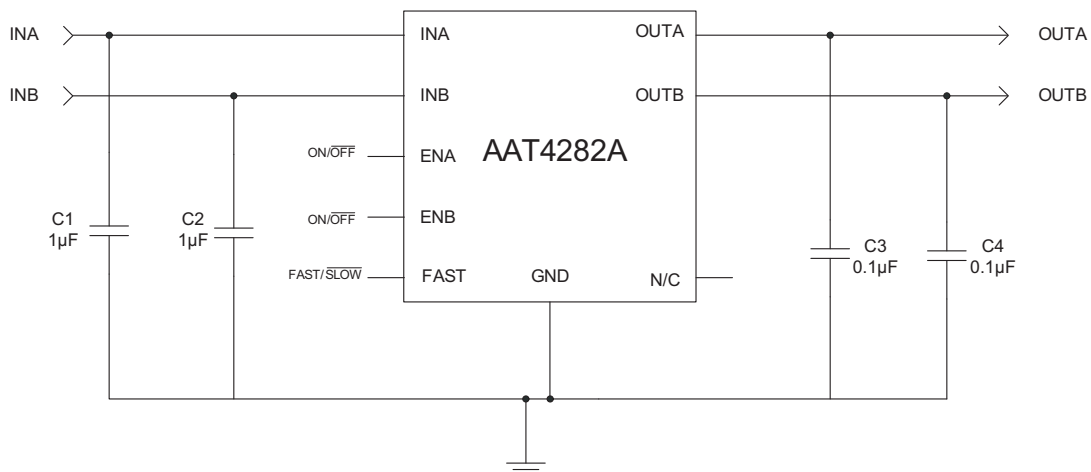 INA
INA
OUTA
OUTA
INB
INB
OUTB
OUTB
AAT4282A
ON/OFF
ENA
ON/OFF
ENB
FAST/SLOW
FAST
GND
N/C
C1
1µF
C2
1µF
C3
0.1µF
C4
0.1µF